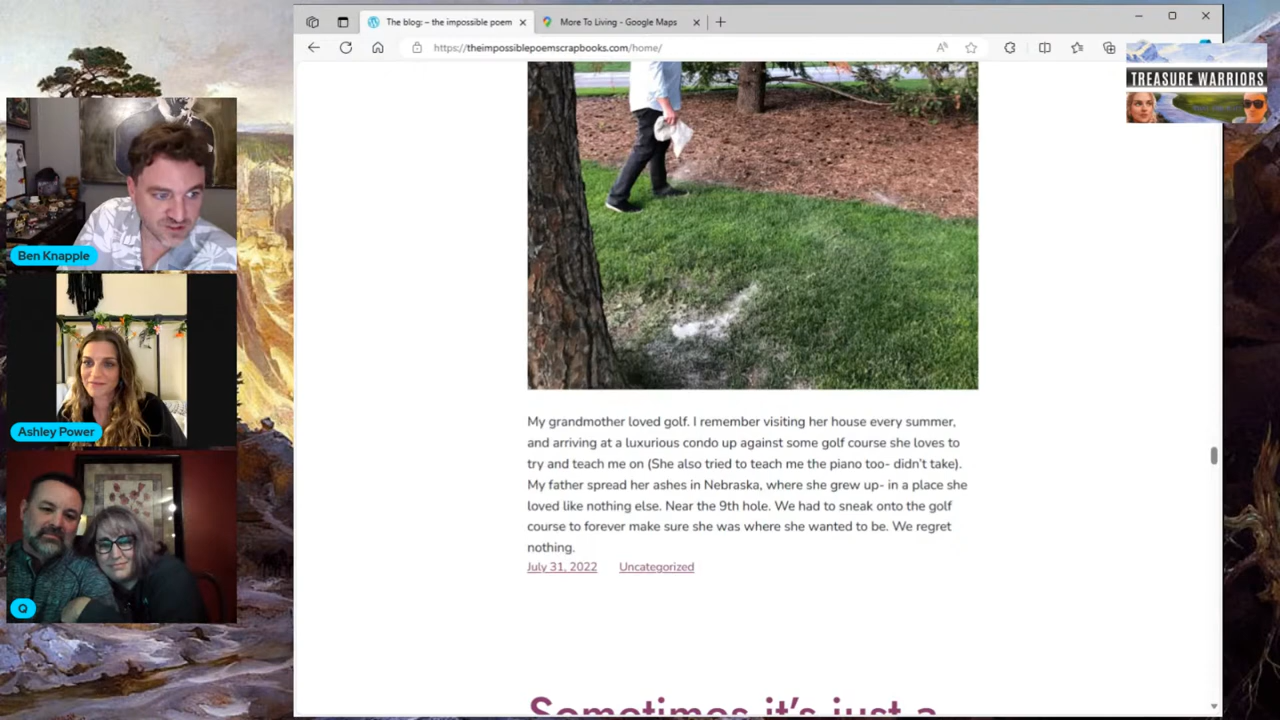 The blog: – the impossible poem
More To Living - Google Maps
https://theimpossiblepoemscrapbooks.com/home/
TREASURE WARRIORS
Ben Knapple
Ashley Power
Q
My grandmother loved golf. I remember visiting her house every summer,
and arriving at a luxurious condo up against some golf course she loves to
try and teach me on (She also tried to teach me the piano too- didn't take).
My father spread her ashes in Nebraska, where she grew up- in a place she
loved like nothing else. Near the 9th hole. We had to sneak onto the golf
course to forever make sure she was where she wanted to be. We regret
nothing.
July 31, 2022 Uncategorized
Sometimes it's just a